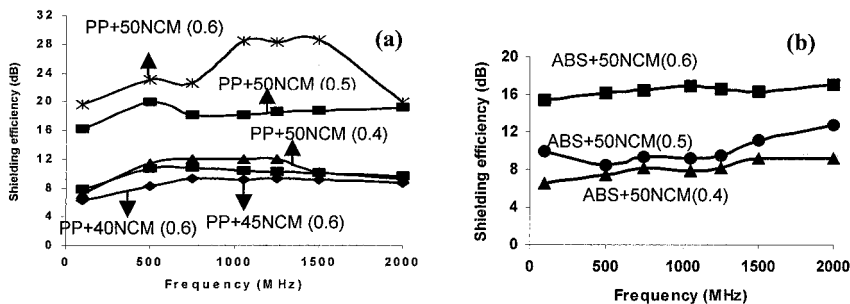 (a)
PP+50NCM (0.6)
PP+50NCM (0.5)
PP+50NCM (0.4)
PP+40NCM (0.6)
PP+45NCM (0.6)
Shielding efficiency (dB)
32
28
24
20
16
12
8
4
0
0
500
1000
1500
2000
Frequency (MHz)
(b)
ABS+50NCM(0.6)
ABS+50NCM(0.5)
ABS+50NCM(0.4)
Shielding efficiency (dB)
20
16
12
8
4
0
0
500
1000
1500
2000
Frequency (MHz)